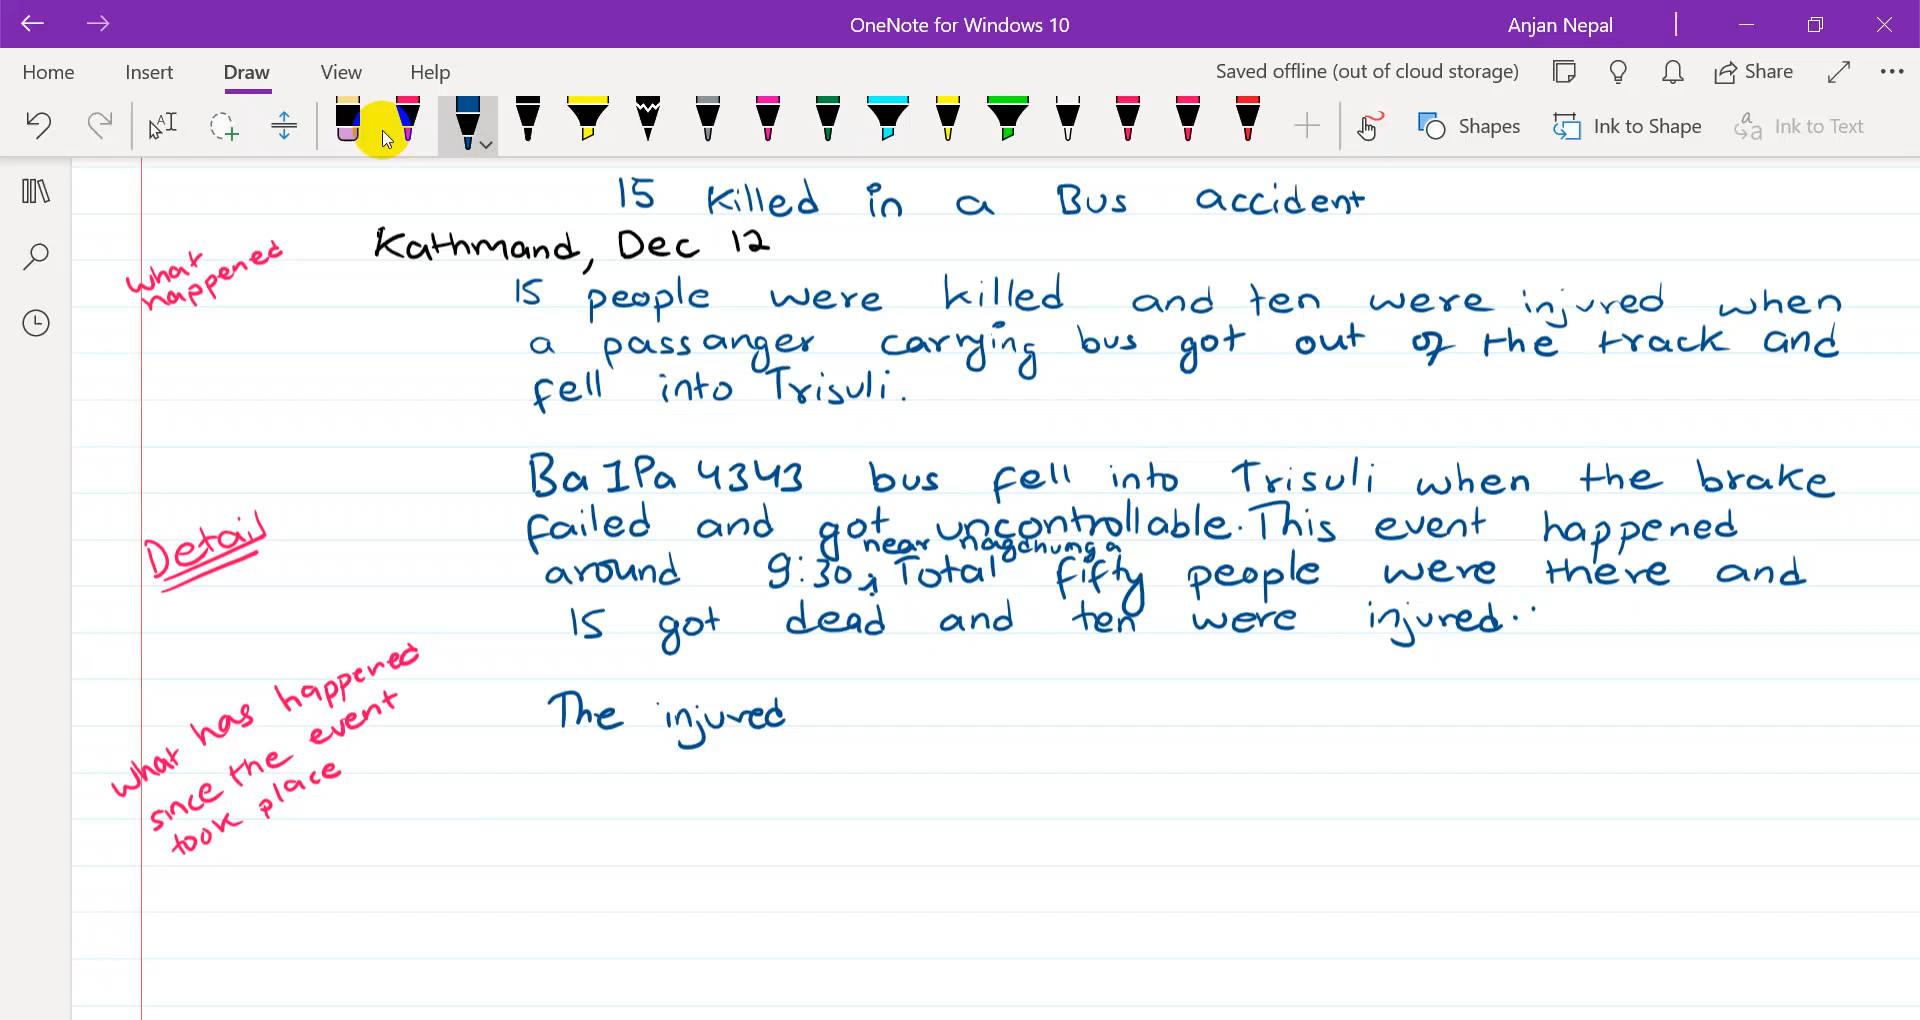 OneNote for Windows 10
Anjan Nepal
Home Insert Draw View Help
Saved offline (out of cloud storage)
Share
Shapes
Ink to Shape
Ink to Text
15 killed in a Bus accident
Kathmand, Dec 12
what
happened
15 people were killed and ten were injured when
a passanger carrying bus got out of the track and
fell into Trisuli.
Ba 1 Pa 4343 bus fell into Trisuli when the brake
failed and got uncontrollable. This event happened
near nagdhunga
around 9:30, Total fifty people were there and
15 got dead and ten were injured.
Detail
The injured
what has happened
since the event
took place